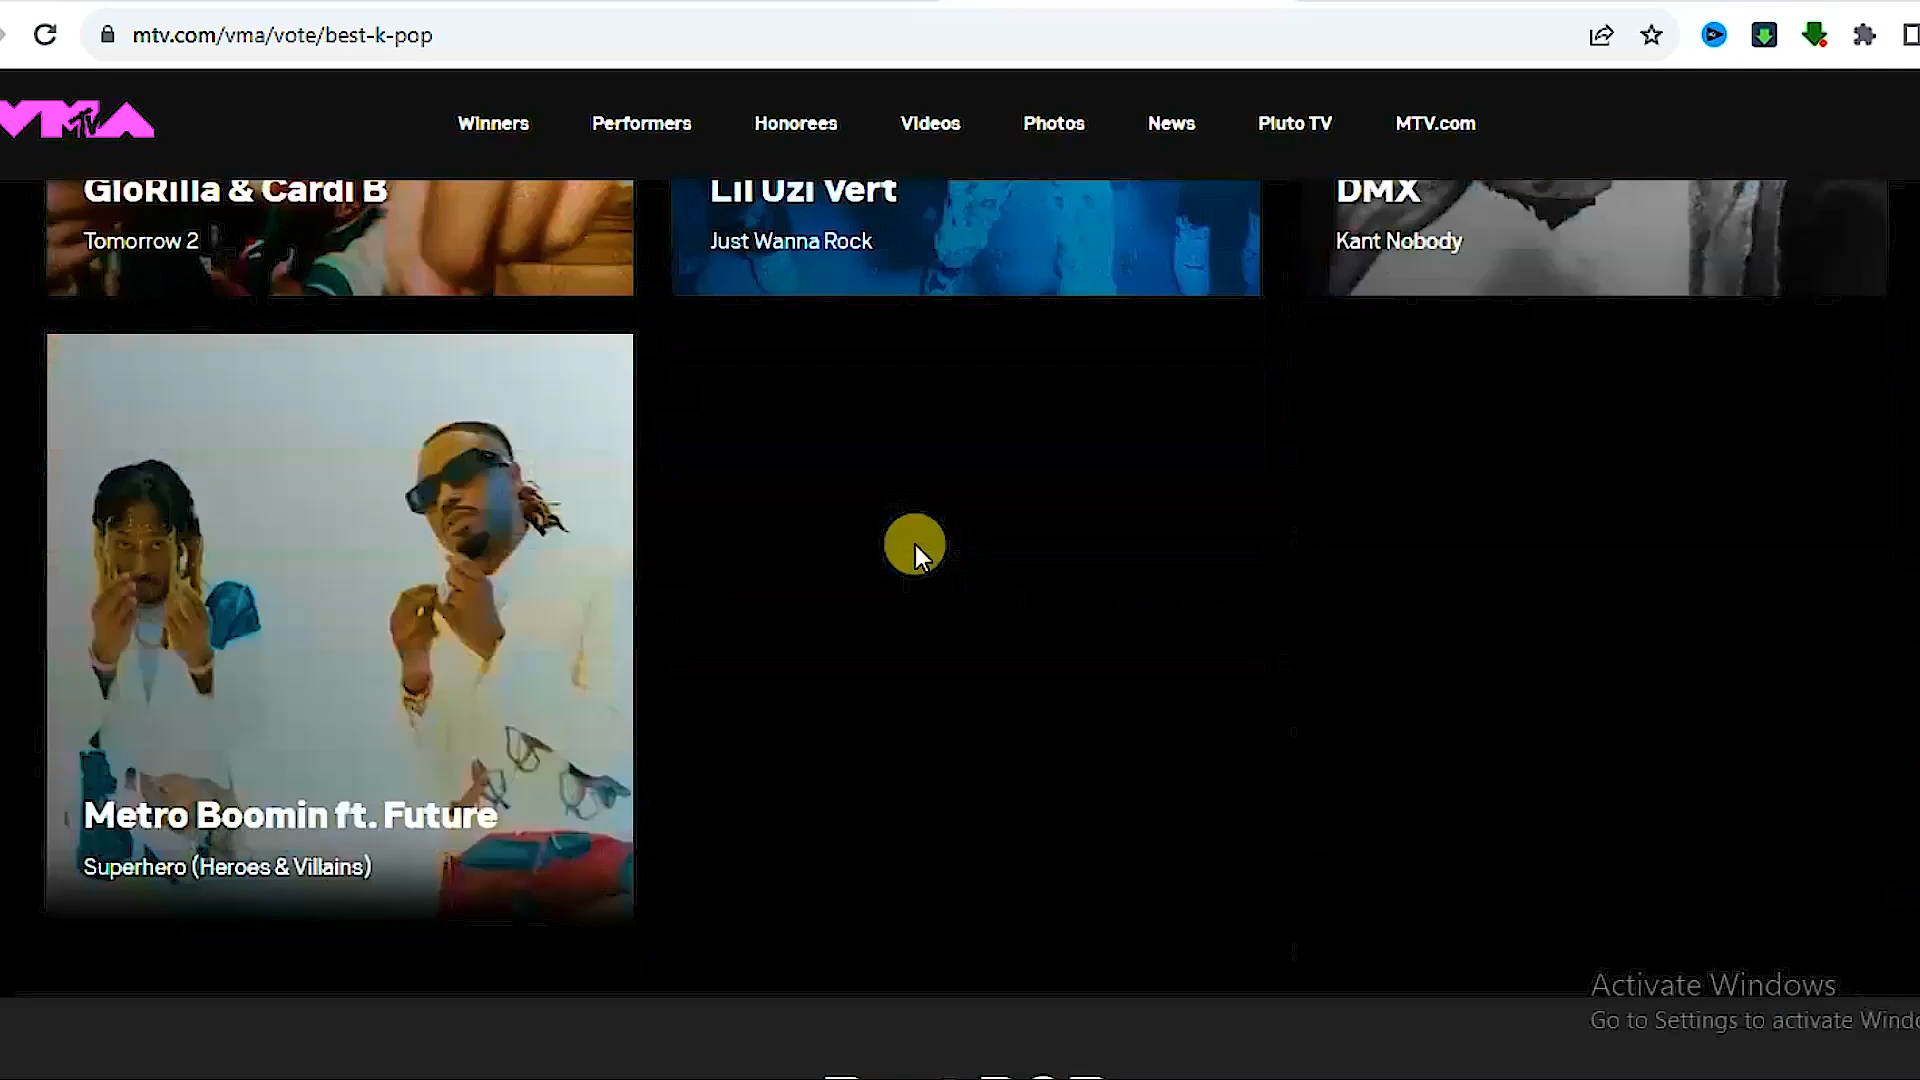 mtv.com/vma/vote/best-k-pop
VMA
MTV
Winners
Performers
Honorees
Videos
Photos
News
Pluto TV
MTV.com
GloRilla & Cardi B
Tomorrow 2
Lil Uzi Vert
Just Wanna Rock
DMX
Kant Nobody
Metro Boomin ft. Future
Superhero (Heroes & Villains)
Activate Windows
Go to Settings to activate